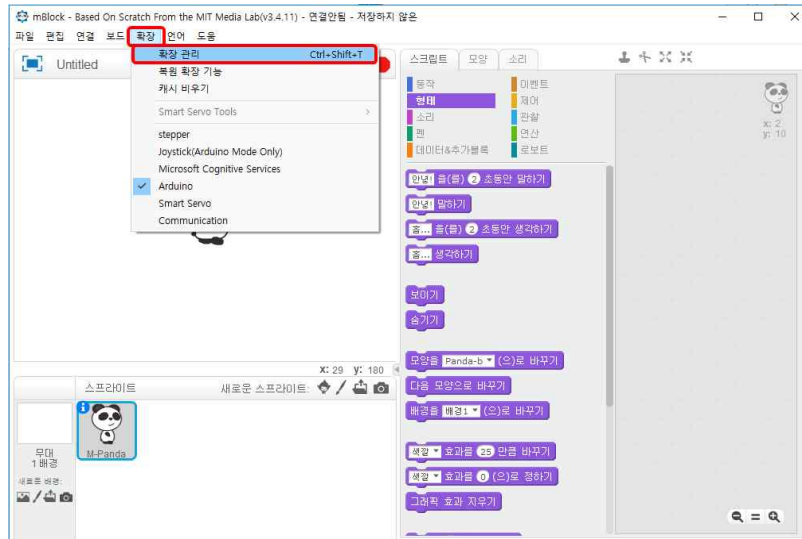 mBlock - Based On Scratch From the MIT Media Lab(v3.4.11) - 연결안됨 - 저장하지 않은
파일 편집 연결 보드 확장 언어 도움
확장 관리 Ctrl+Shift+T
복원 확장 기능
캐시 비우기
Smart Servo Tools
stepper
Joystick(Arduino Mode Only)
Microsoft Cognitive Services
Arduino
Smart Servo
Communication
Untitled
X: 29 y: 180
스프라이트 새로운 스프라이트:
M-Panda
무대
1 배경
새로운 배경:
스크립트 모양 소리
동작 이벤트
형태 제어
소리 관찰
펜 연산
데이터&추가블록 로보트
안녕! 을(를) 2 초동안 말하기
안녕! 말하기
흠... 을(를) 2 초동안 생각하기
흠... 생각하기
보이기
숨기기
모양을 Panda-b (으)로 바꾸기
다음 모양으로 바꾸기
배경을 배경1 (으)로 바꾸기
색깔 효과를 25 만큼 바꾸기
색깔 효과를 0 (으)로 정하기
그래픽 효과 지우기
x: 2
y: 10